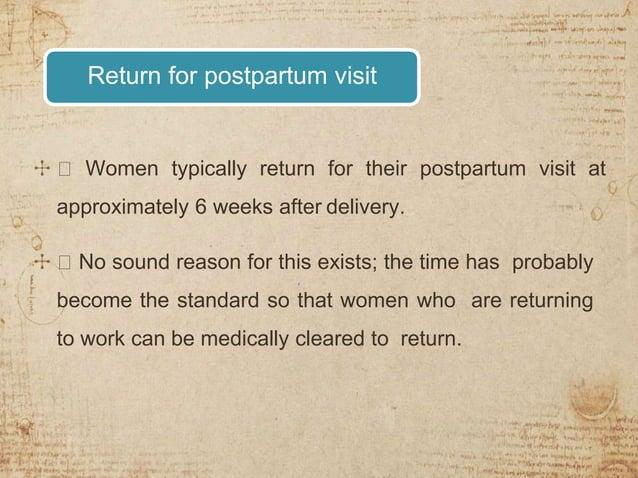 Return for postpartum visit
✢ □ Women typically return for their postpartum visit at
approximately 6 weeks after delivery.
✢ □ No sound reason for this exists; the time has probably
become the standard so that women who are returning
to work can be medically cleared to return.